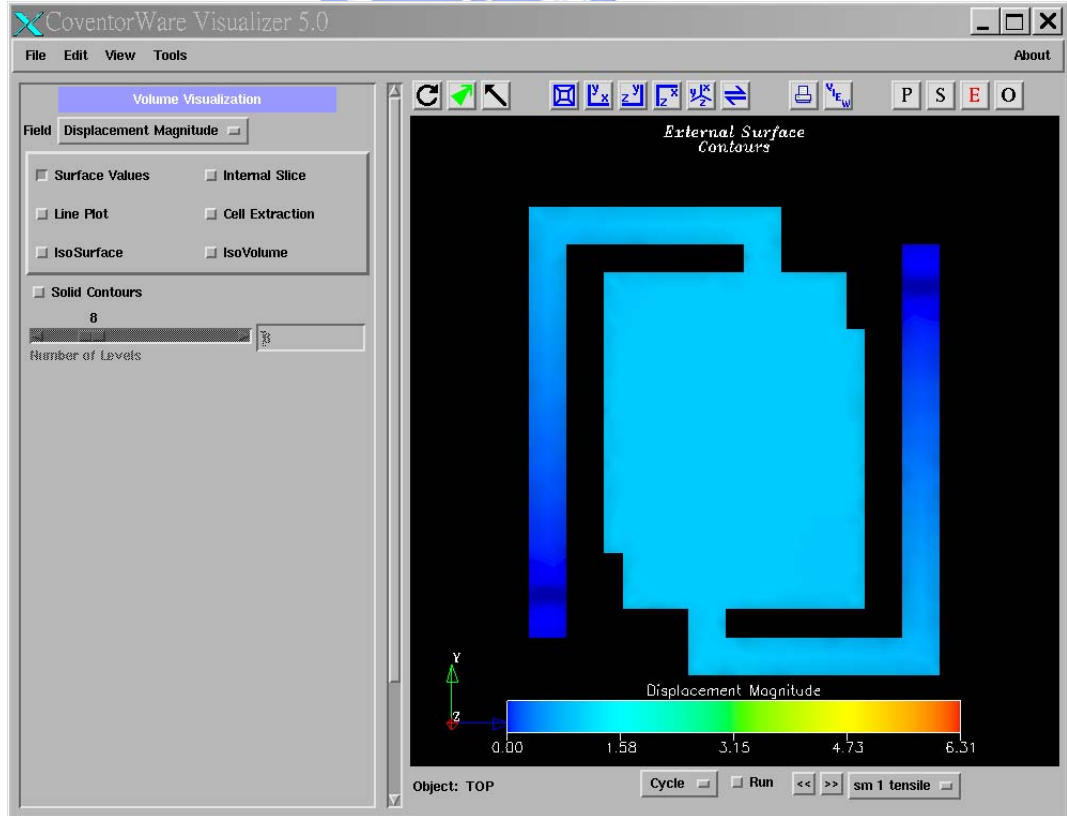 CoventorWare Visualizer 5.0
File Edit View Tools About
Volume Visualization
Field Displacement Magnitude
Surface Values Internal Slice
Line Plot Cell Extraction
IsoSurface IsoVolume
Solid Contours
8
8
Number of Levels
y x z y z x y x z VIEW P S E O
External Surface
Contours
Y
Z
Displacement Magnitude
0.00 1.58 3.15 4.73 6.31
Object: TOP Cycle Run << >> sm 1 tensile